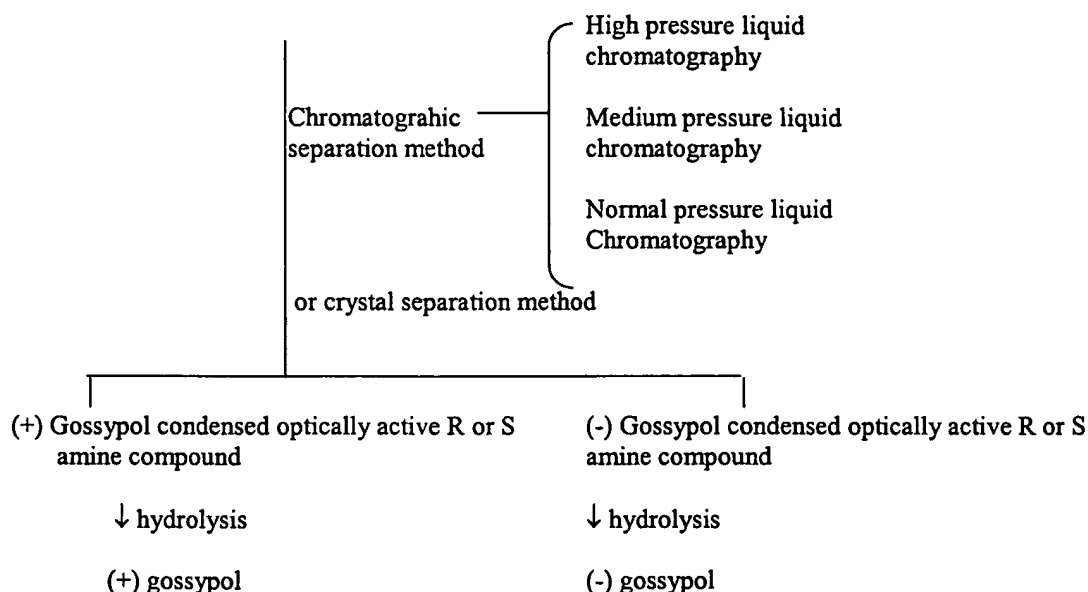 High pressure liquid
chromatography
Chromatograhic
separation method
Medium pressure liquid
chromatography
Normal pressure liquid
Chromatography
or crystal separation method
(+) Gossypol condensed optically active R or S
amine compound
(-) Gossypol condensed optically active R or S
amine compound
↓ hydrolysis
↓ hydrolysis
(+) gossypol
(-) gossypol